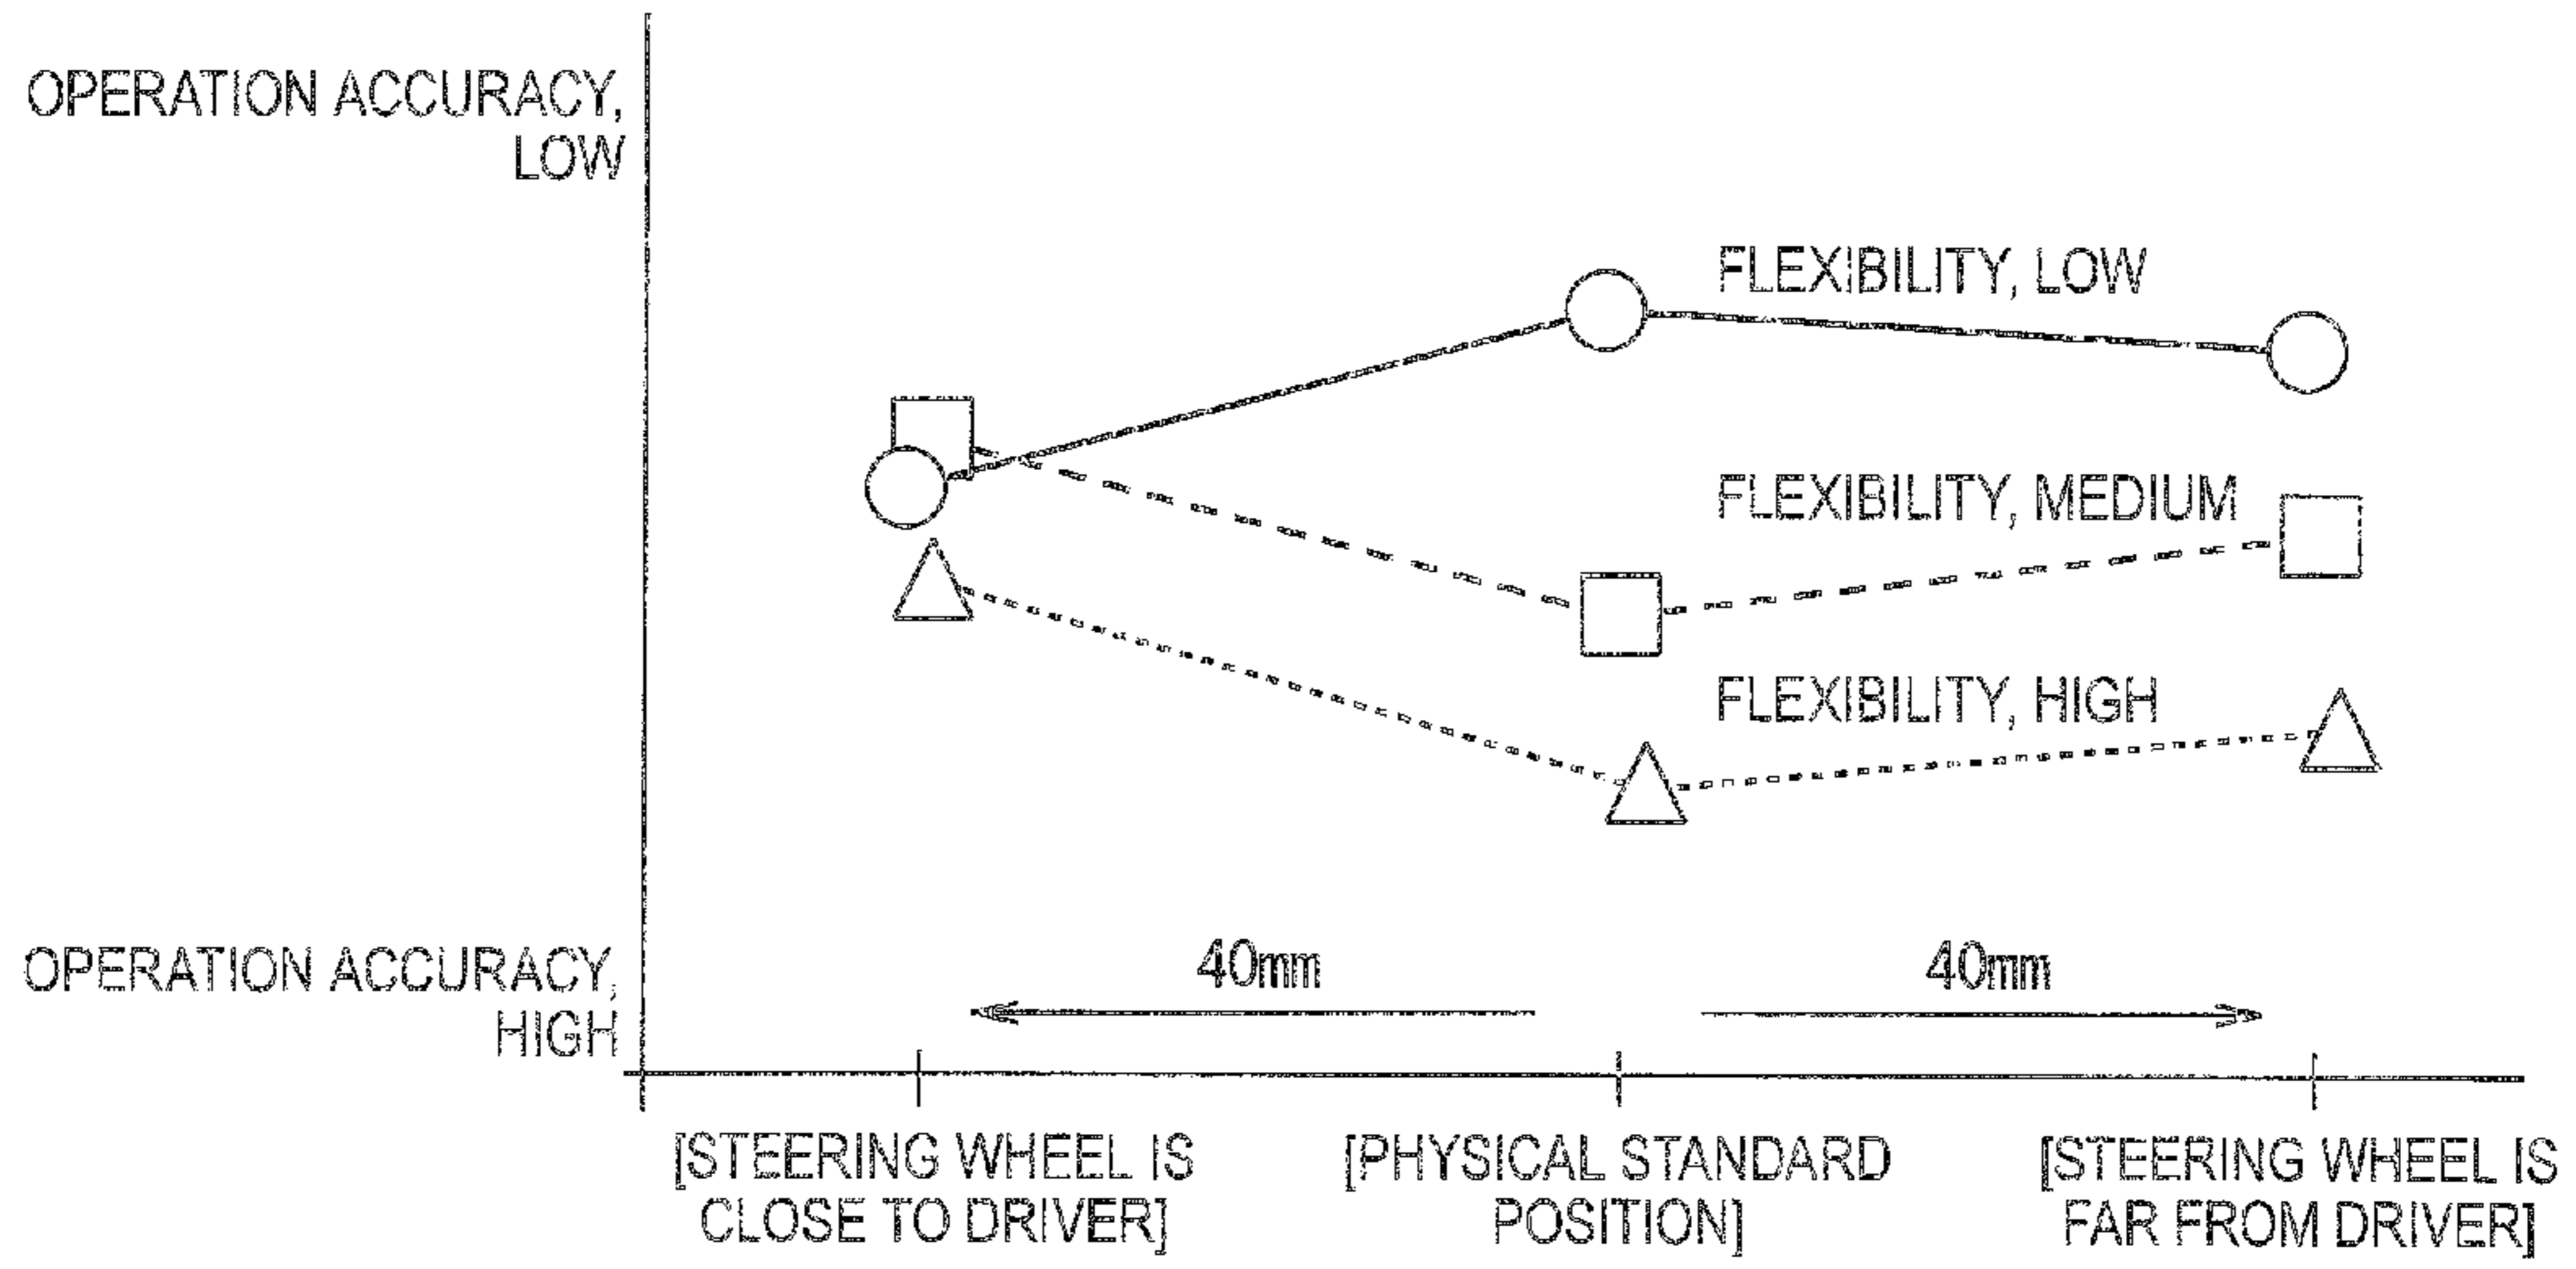 OPERATION ACCURACY,
LOW
FLEXIBILITY, LOW
FLEXIBILITY, MEDIUM
FLEXIBILITY, HIGH
OPERATION ACCURACY,
HIGH
40mm
40mm
[STEERING WHEEL IS
CLOSE TO DRIVER]
[PHYSICAL STANDARD
POSITION]
[STEERING WHEEL IS
FAR FROM DRIVER]